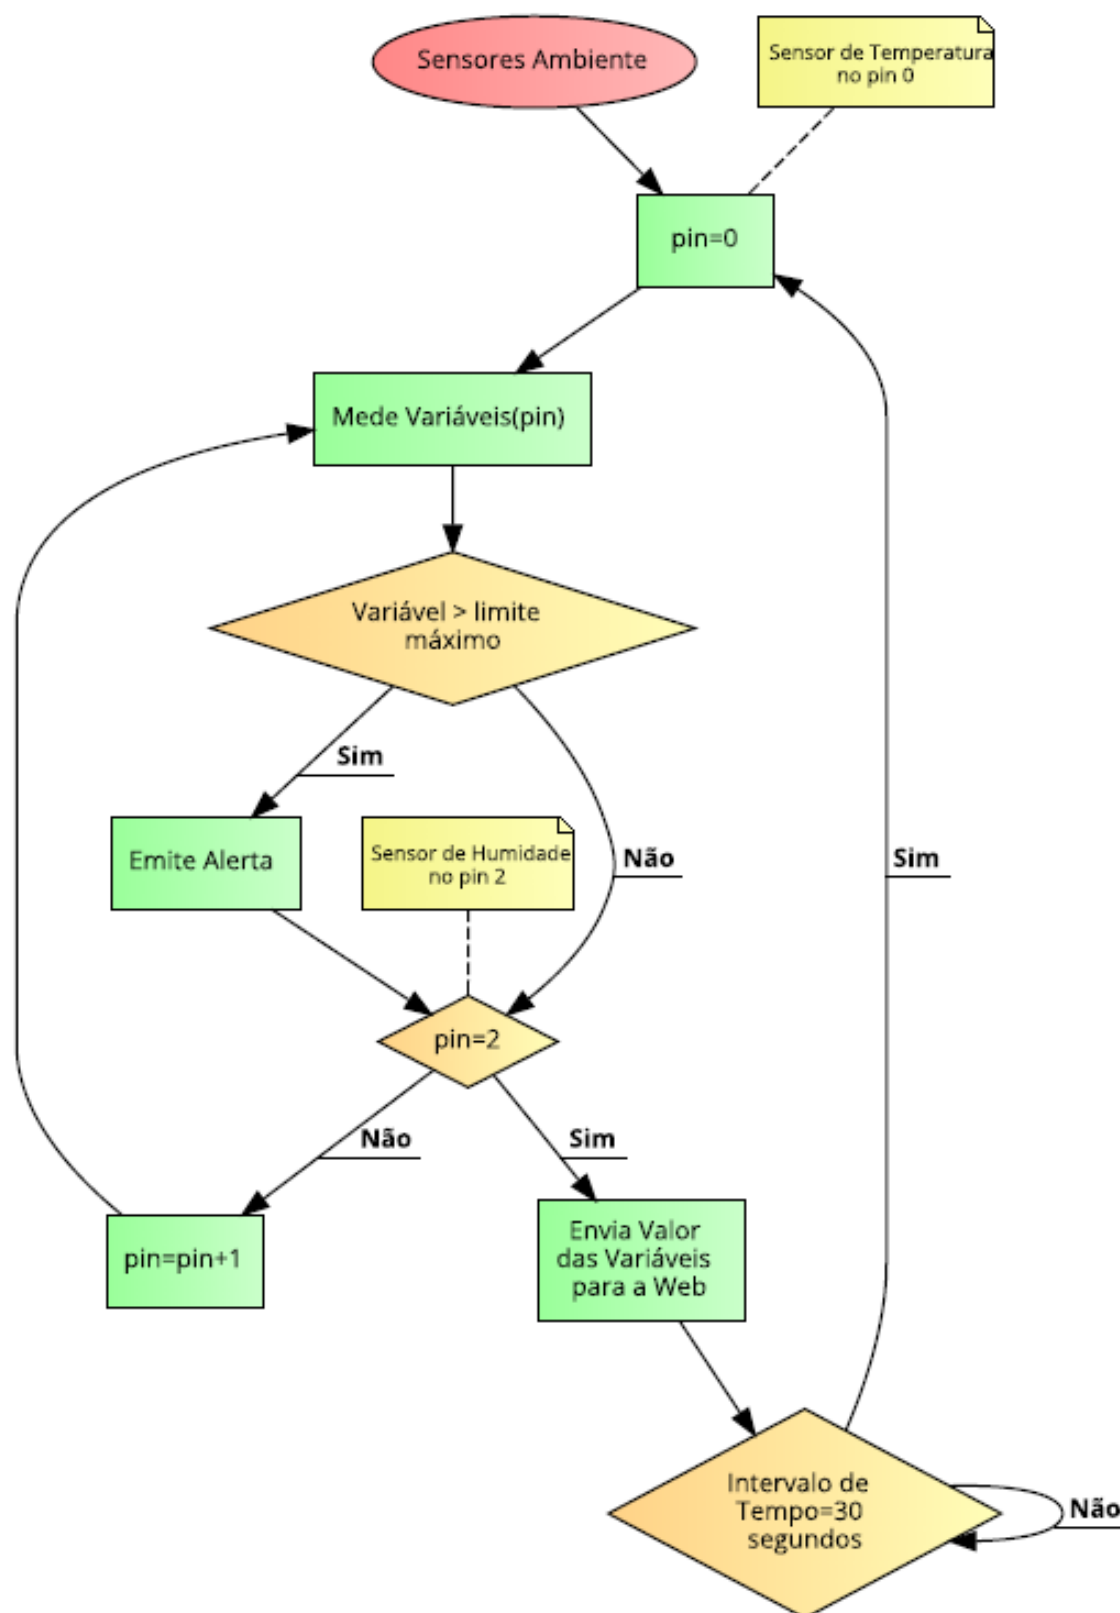 Sensores Ambiente
Sensor de Temperatura
no pin 0
pin=0
Mede Variáveis(pin)
Variável > limite
máximo
Sim
Não
Emite Alerta
Sensor de Humidade
no pin 2
Sim
pin=2
Não
Sim
pin=pin+1
Envia Valor
das Variáveis
para a Web
Intervalo de
Tempo=30
segundos
Não